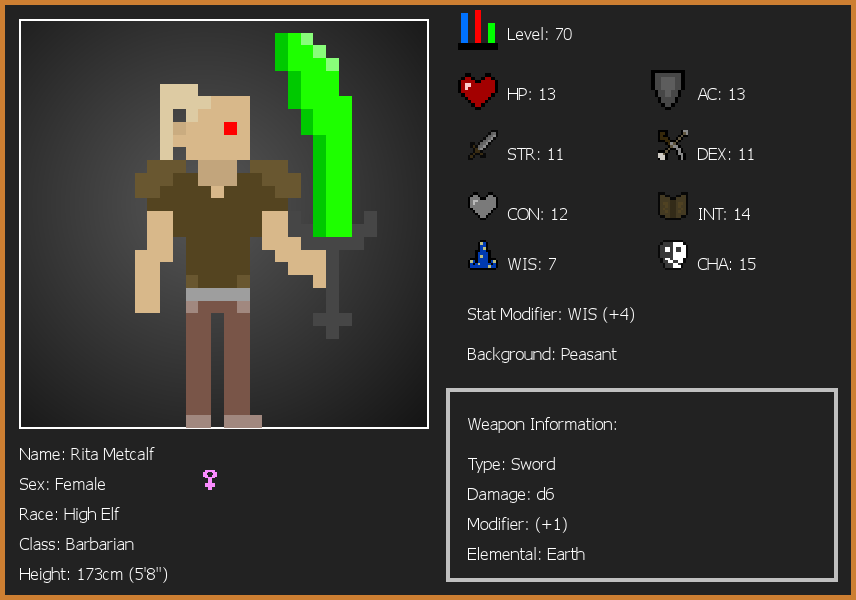 Level: 70
HP: 13
AC: 13
STR: 11
DEX: 11
CON: 12
INT: 14
WIS: 7
CHA: 15
Stat Modifier: WIS (+4)
Background: Peasant
Weapon Information:
Type: Sword
Damage: d6
Modifier: (+1)
Elemental: Earth
Name: Rita Metcalf
Sex: Female
Race: High Elf
Class: Barbarian
Height: 173cm (5'8")